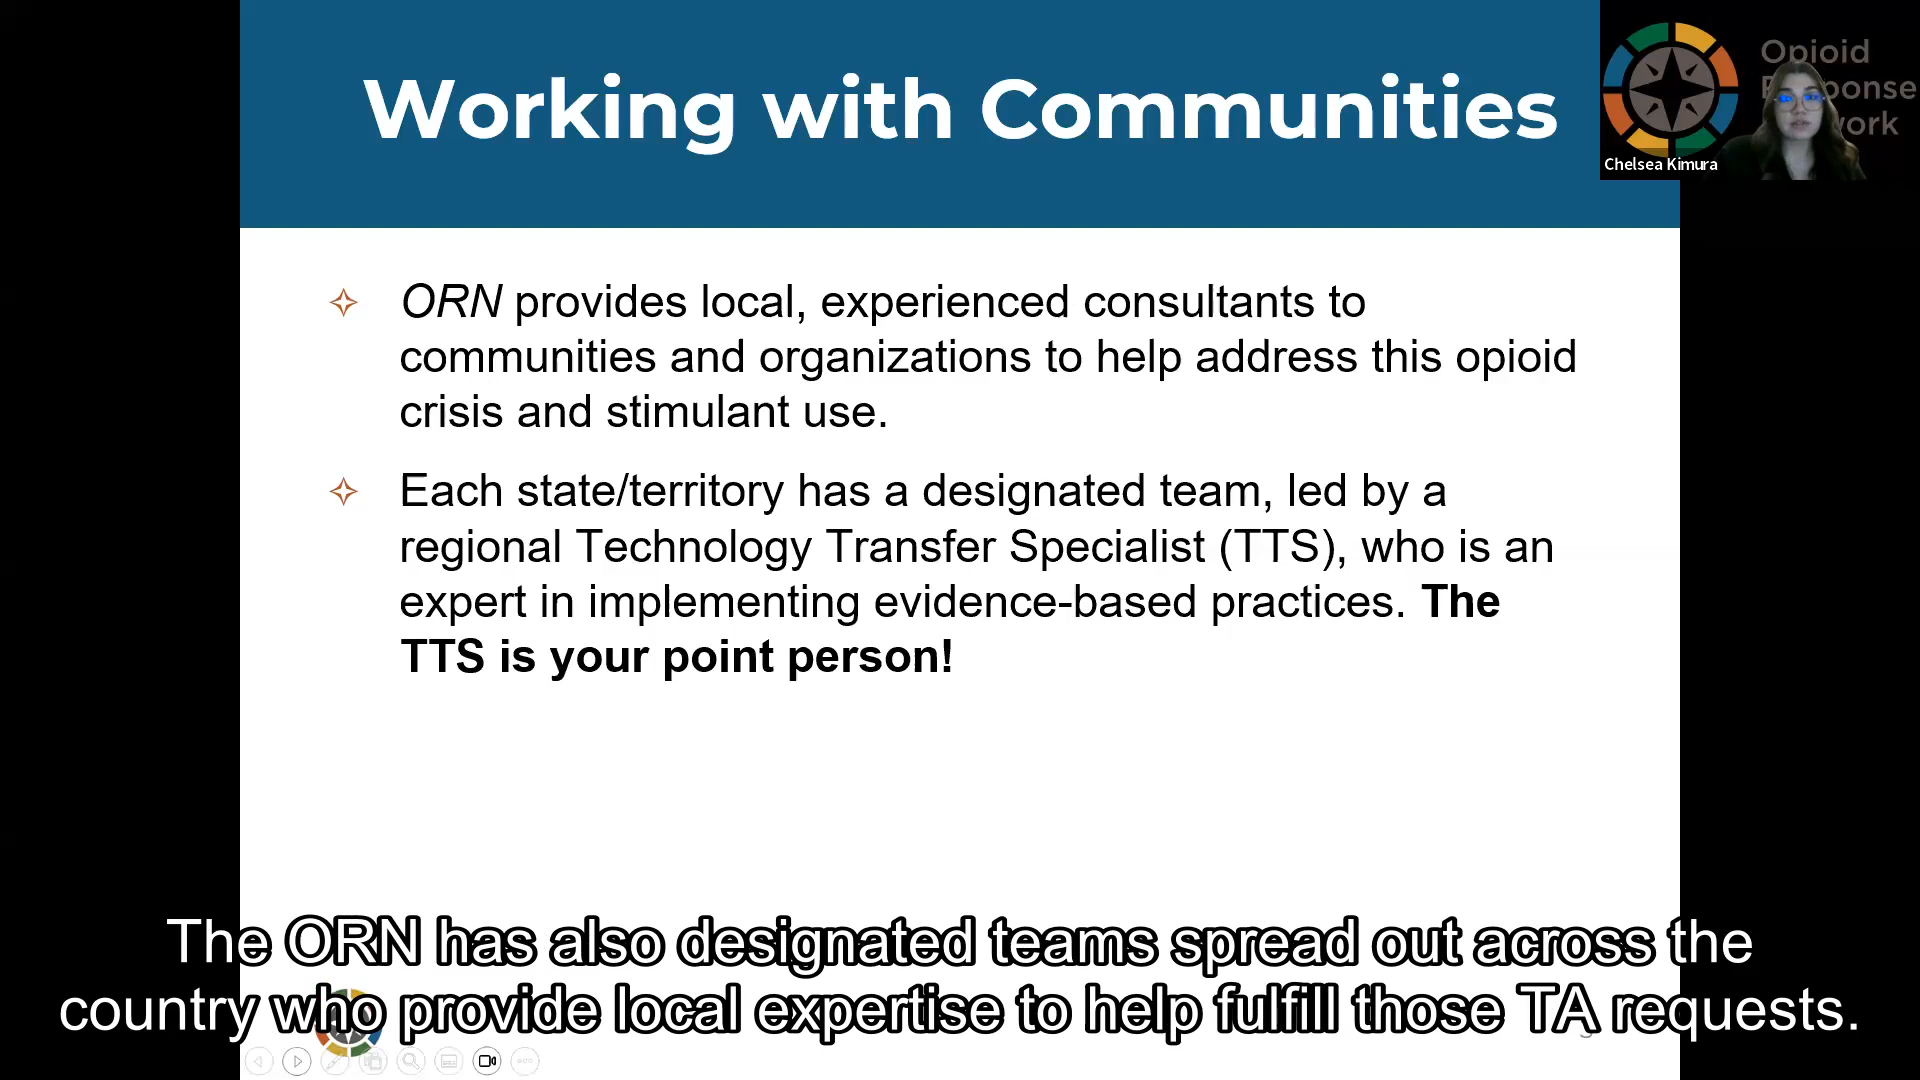 Working with Communities
Opioid
ponse
work
Chelsea Kimura
ORN provides local, experienced consultants to
communities and organizations to help address this opioid
crisis and stimulant use.
Each state/territory has a designated team, led by a
regional Technology Transfer Specialist (TTS), who is an
expert in implementing evidence-based practices. The
TTS is your point person!
The ORN has also designated teams spread out across the
country who provide local expertise to help fulfill those TA requests.